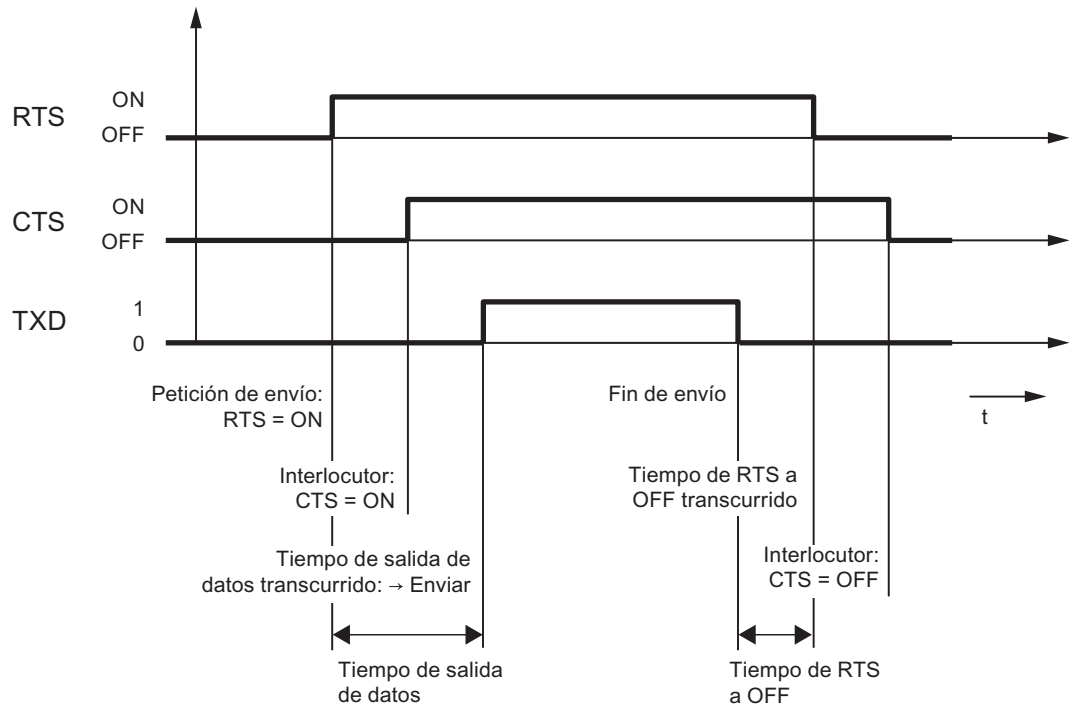 RTS
ON
OFF
CTS
ON
OFF
TXD
1
0
Petición de envío:
RTS = ON
Fin de envío
t
Interlocutor:
CTS = ON
Tiempo de RTS a
OFF transcurrido
Tiempo de salida de
datos transcurrido: → Enviar
Interlocutor:
CTS = OFF
Tiempo de salida
de datos
Tiempo de RTS
a OFF